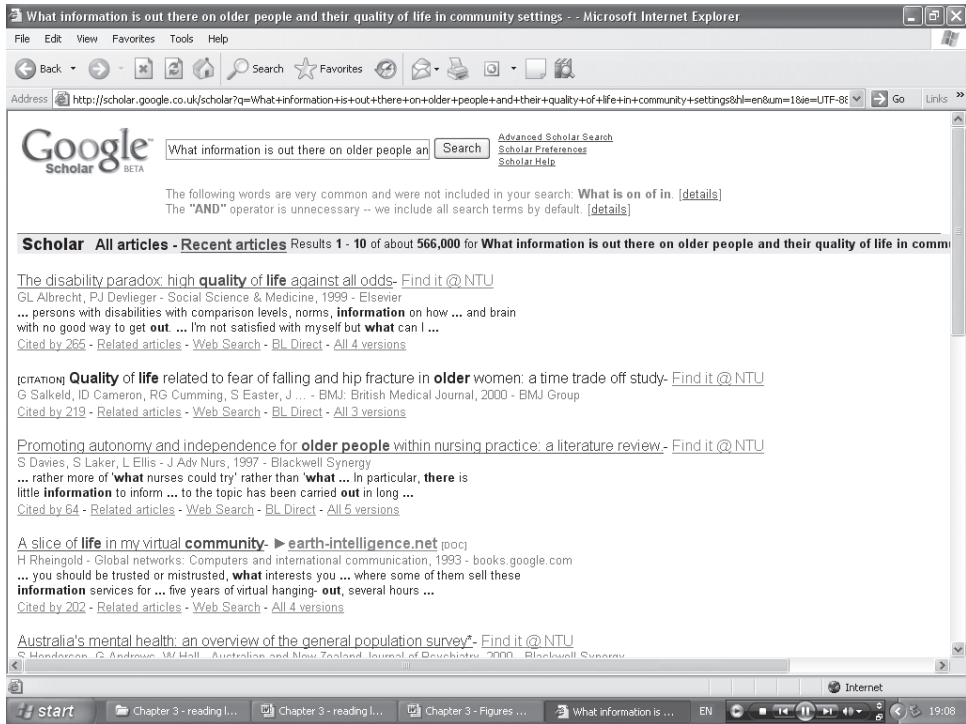 What information is out there on older people and their quality of life in community settings - - Microsoft Internet Explorer
File Edit View Favorites Tools Help
Back Search Favorites
Address http://scholar.google.co.uk/scholar?q=What+information+is+out+there+on+older+people+and+their+quality+of+life+in+community+settings&hl=en&um=1&ie=UTF-8& Go Links »
Google™ Scholar BETA
What information is out there on older people an Search
Advanced Scholar Search
Scholar Preferences
Scholar Help
The following words are very common and were not included in your search: What is on of in. [details]
The "AND" operator is unnecessary -- we include all search terms by default. [details]
Scholar All articles - Recent articles Results 1 - 10 of about 566,000 for What information is out there on older people and their quality of life in comm
The disability paradox: high quality of life against all odds- Find it @ NTU
GL Albrecht, PJ Devlieger - Social Science & Medicine, 1999 - Elsevier
... persons with disabilities with comparison levels, norms, information on how ... and brain
with no good way to get out. ... I'm not satisfied with myself but what can I ...
Cited by 265 - Related articles - Web Search - BL Direct - All 4 versions
[CITATION] Quality of life related to fear of falling and hip fracture in older women: a time trade off study- Find it @ NTU
G Salkeld, ID Cameron, RG Cumming, S Easter, J ... - BMJ: British Medical Journal, 2000 - BMJ Group
Cited by 219 - Related articles - Web Search - BL Direct - All 3 versions
Promoting autonomy and independence for older people within nursing practice: a literature review.- Find it @ NTU
S Davies, S Laker, L Ellis - J Adv Nurs, 1997 - Blackwell Synergy
... rather more of 'what nurses could try' rather than 'what ... In particular, there is
little information to inform ... to the topic has been carried out in long ...
Cited by 64 - Related articles - Web Search - BL Direct - All 5 versions
A slice of life in my virtual community- ►earth-intelligence.net [DOC]
H Rheingold - Global networks: Computers and international communication, 1993 - books.google.com
... you should be trusted or mistrusted, what interests you ... where some of them sell these
information services for ... five years of virtual hanging- out, several hours ...
Cited by 202 - Related articles - Web Search - All 4 versions
Australia's mental health: an overview of the general population survey*- Find it @ NTU
S Henderson, G Andrews, W Hall - Australian and New Zealand Journal of Psychiatry, 2000 - Blackwell Synergy
Internet
start Chapter 3 - reading l... Chapter 3 - reading l... Chapter 3 - Figures ... What information is ... EN 19:08